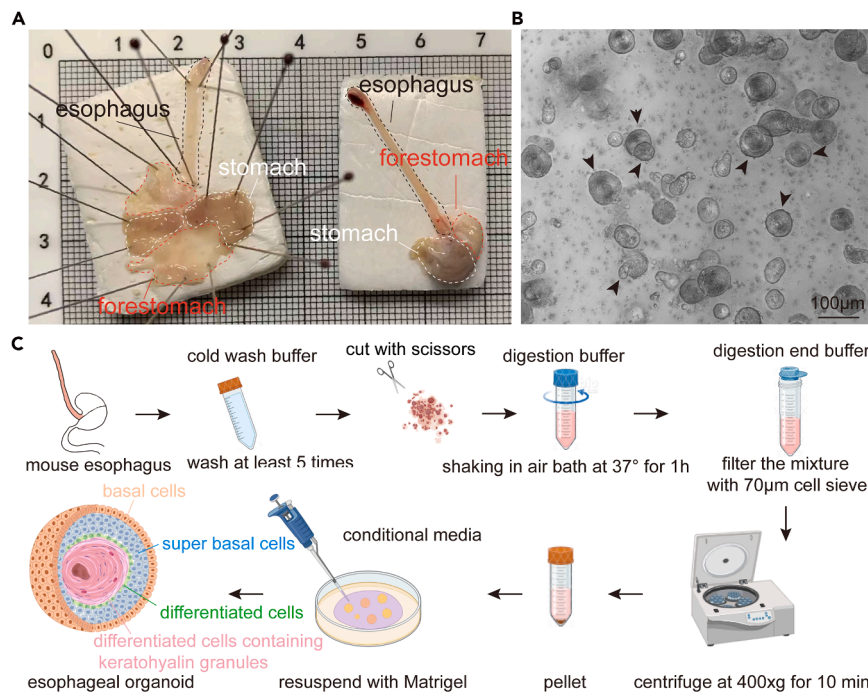 A
0 1 2 3 5 6 7
esophagus
esophagus
1
forestomach
stomach
2
stomach
3
forestomach
4
B
100μm
C
cold wash buffer
cut with scissors
digestion buffer
digestion end buffer
mouse esophagus
wash at least 5 times
shaking in air bath at 37° for 1h
filter the mixture
with 70μm cell sieve
basal cells
super basal cells
differentiated cells
differentiated cells containing
keratohyalin granules
esophageal organoid
conditional media
resuspend with Matrigel
pellet
centrifuge at 400xg for 10 min